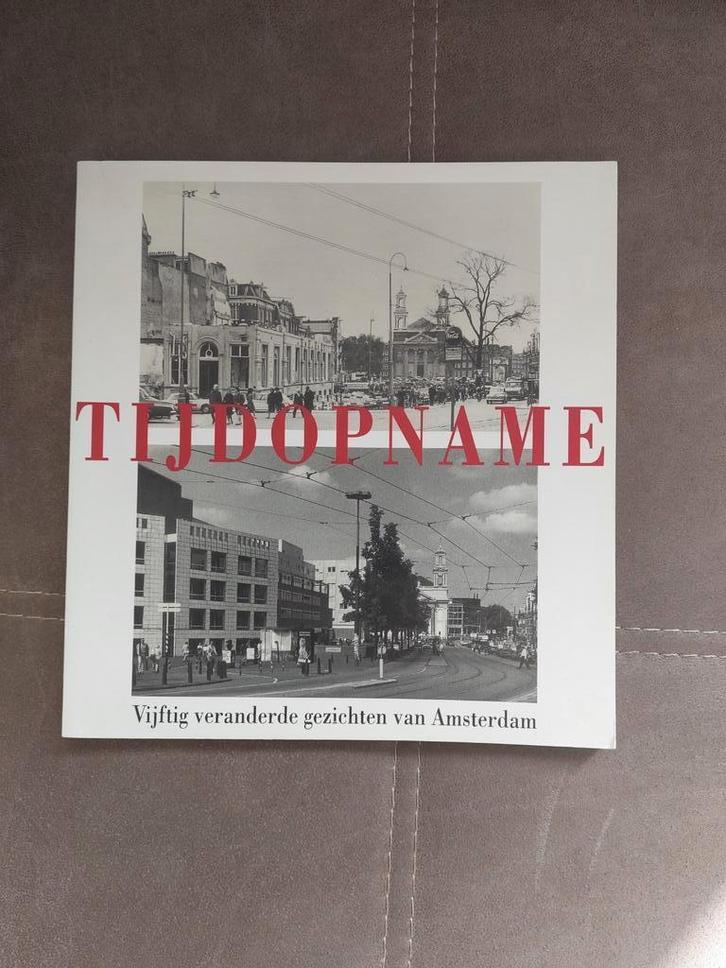 TIJDOPNAME
Vijftig veranderde gezichten van Amsterdam